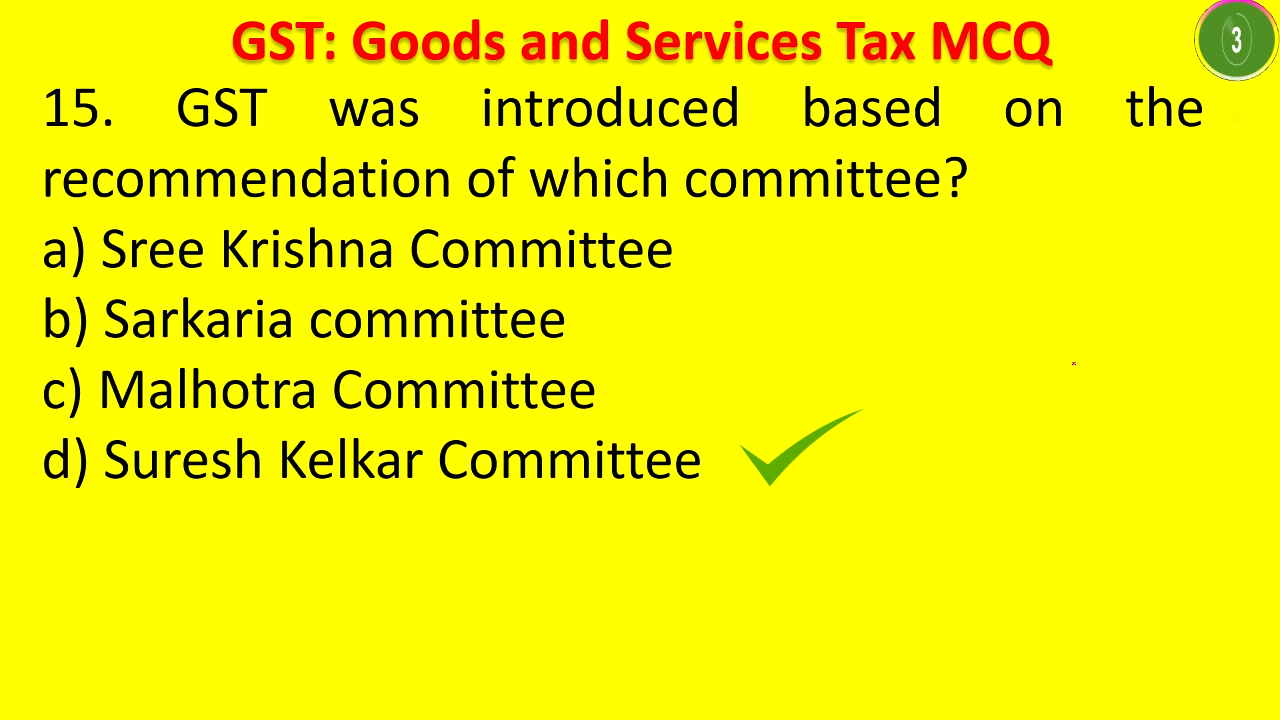 GST: Goods and Services Tax MCQ
3
15. GST was introduced based on the
recommendation of which committee?
a) Sree Krishna Committee
b) Sarkaria committee
c) Malhotra Committee
d) Suresh Kelkar Committee